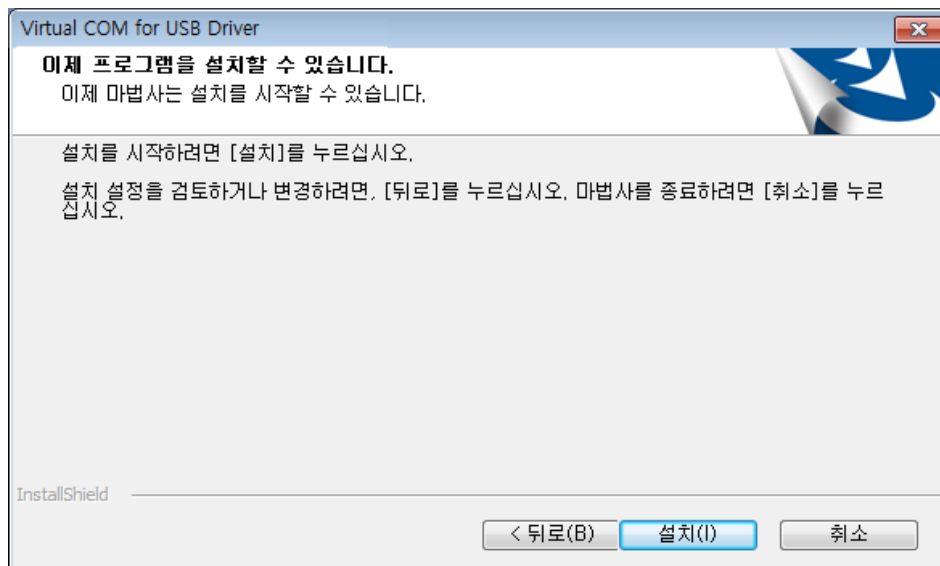 Virtual COM for USB Driver
이제 프로그램을 설치할 수 있습니다.
이제 마법사는 설치를 시작할 수 있습니다.
설치를 시작하려면 [설치]를 누르십시오.
설치 설정을 검토하거나 변경하려면, [뒤로]를 누르십시오. 마법사를 종료하려면 [취소]를 누르
십시오.
InstallShield
< 뒤로(B) 설치(I) 취소